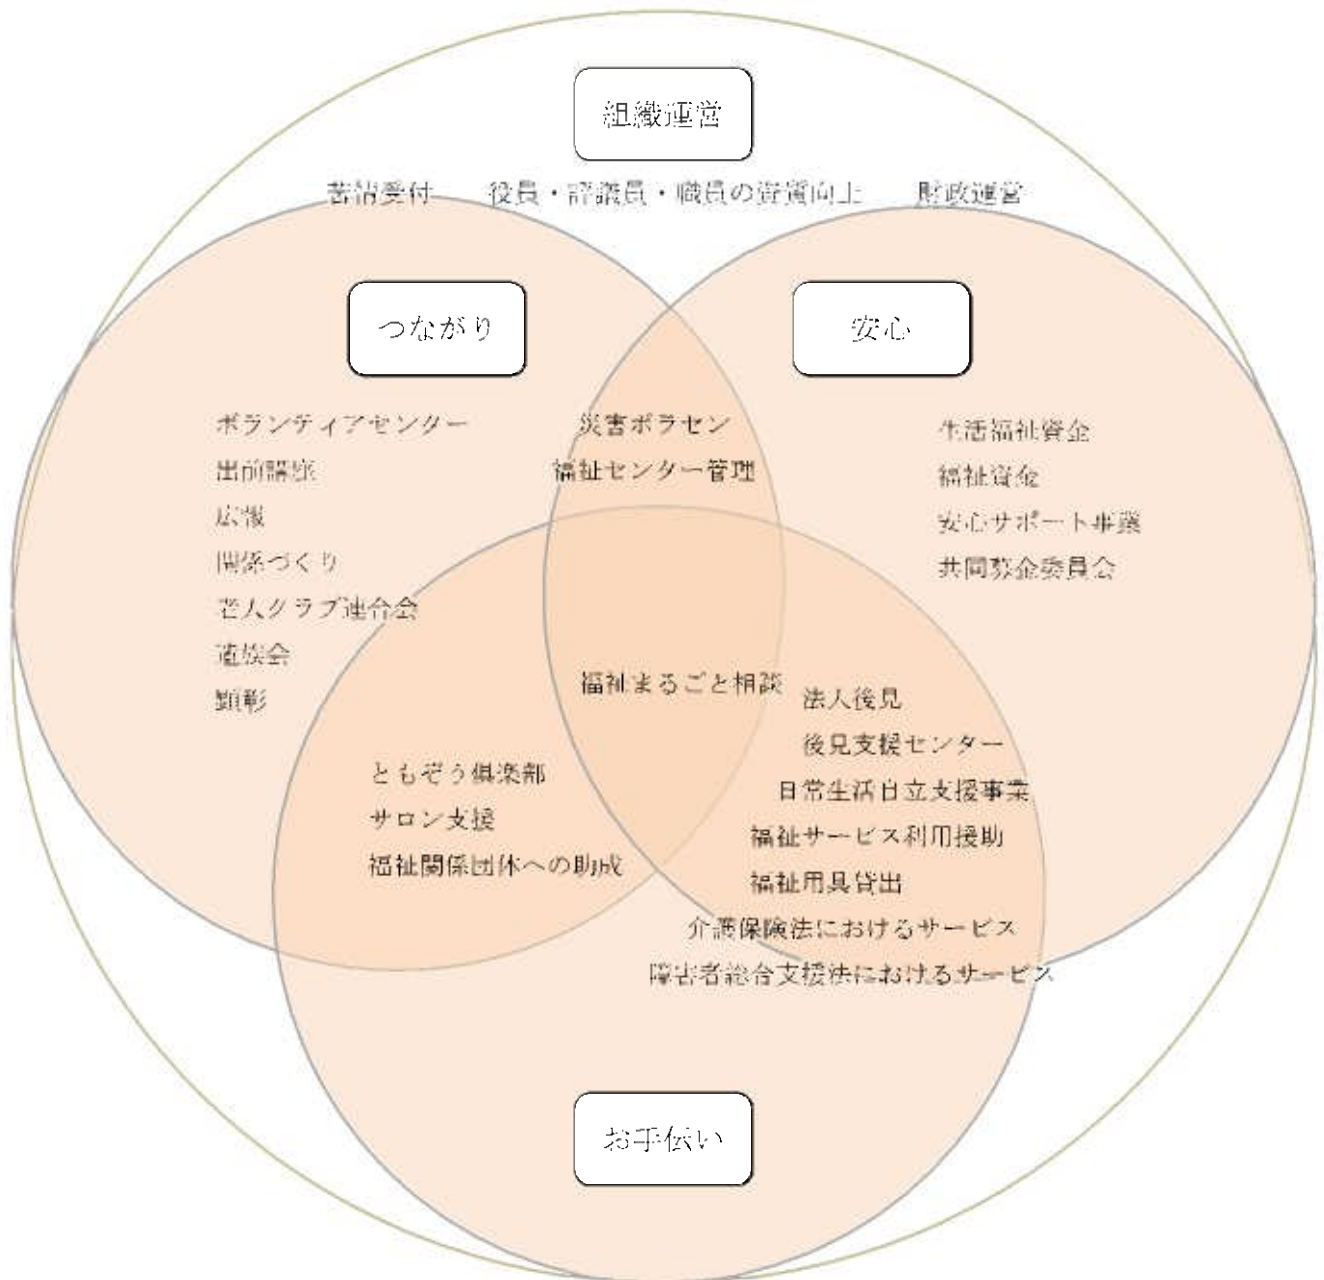 組織運営
苦情受付 役員・評議員・職員の資質向上 財政運営
つながり
安心
ボランティアセンター
出前講座
広報
関係づくり
老人クラブ連合会
遺族会
顕彰
災害ボラセン
福祉センター管理
生活福祉資金
福祉資金
安心サポート事業
共同募金委員会
福祉まるごと相談
ともぞう倶楽部
サロン支援
福祉関係団体への助成
法人後見
後見支援センター
日常生活自立支援事業
福祉サービス利用援助
福祉用具貸出
介護保険法におけるサービス
障害者総合支援法におけるサービス
お手伝い